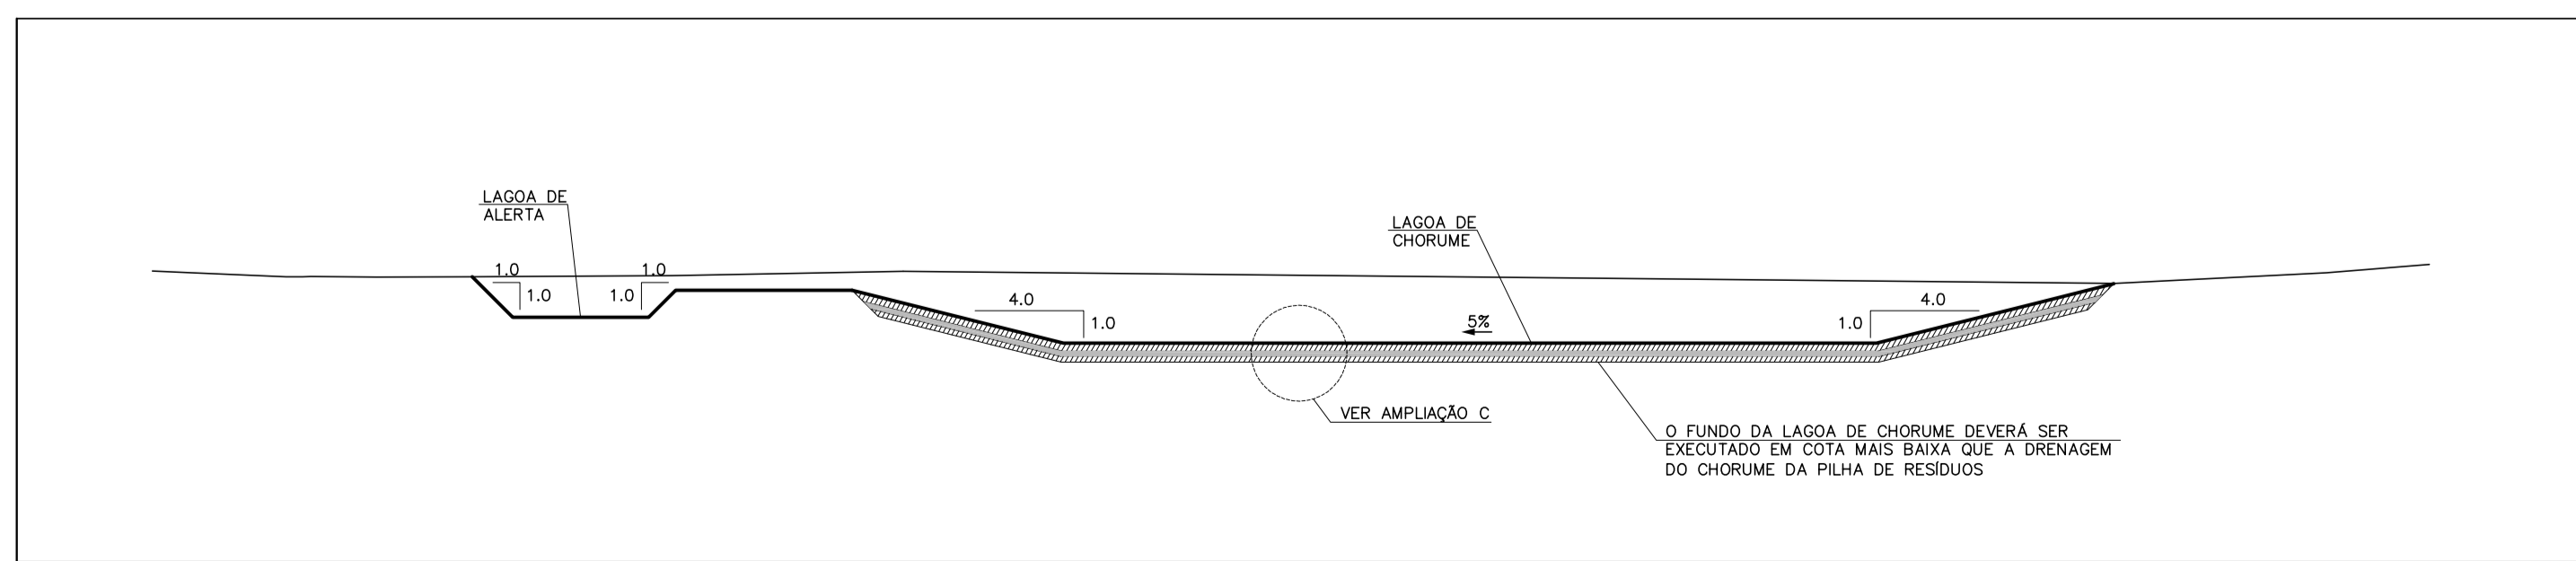 LAGOA DE
ALERTA
LAGOA DE
CHORUME
1.0
1.0
1.0
1.0
4.0
1.0
5%
4.0
1.0
VER AMPLIAÇÃO C
O FUNDO DA LAGOA DE CHORUME DEVERÁ SER
EXECUTADO EM COTA MAIS BAIXA QUE A DRENAGEM
DO CHORUME DA PILHA DE RESÍDUOS